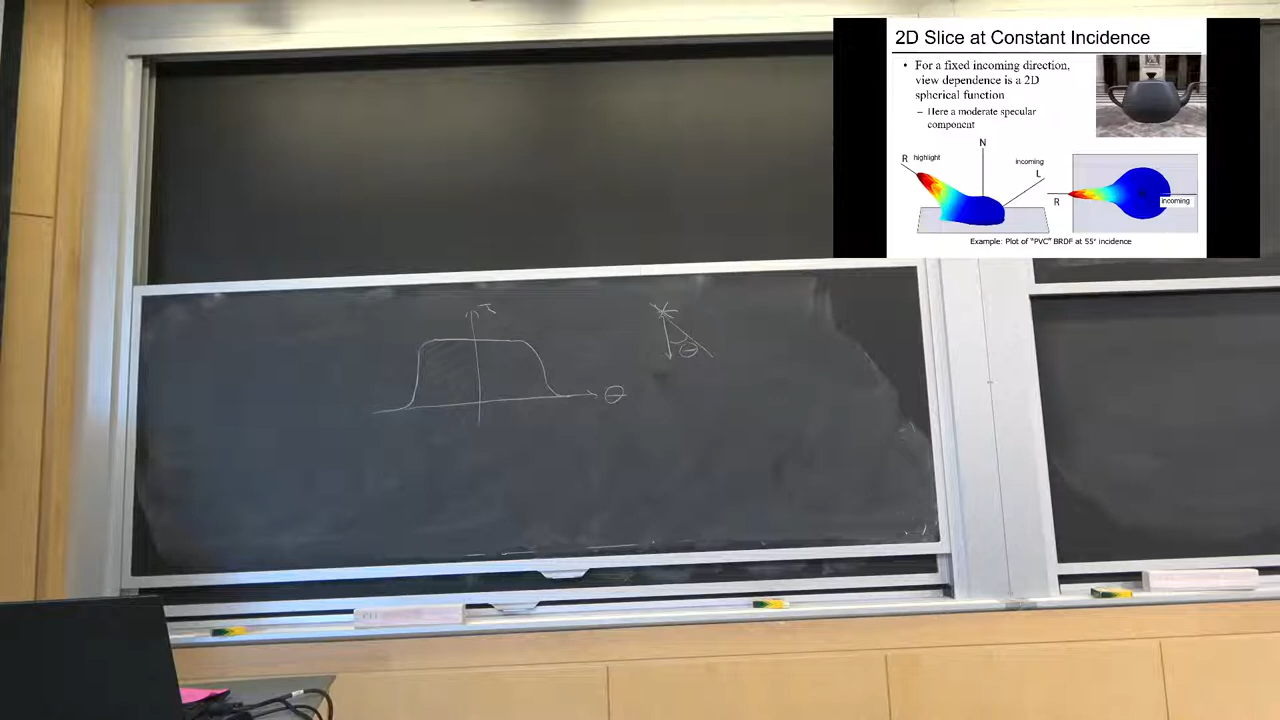 2D Slice at Constant Incidence
• For a fixed incoming direction,
view dependence is a 2D
spherical function
– Here a moderate specular
component
N
R highlight
incoming
L
R
incoming
Example: Plot of "PVC" BRDF at 55° incidence
I
θ
θ